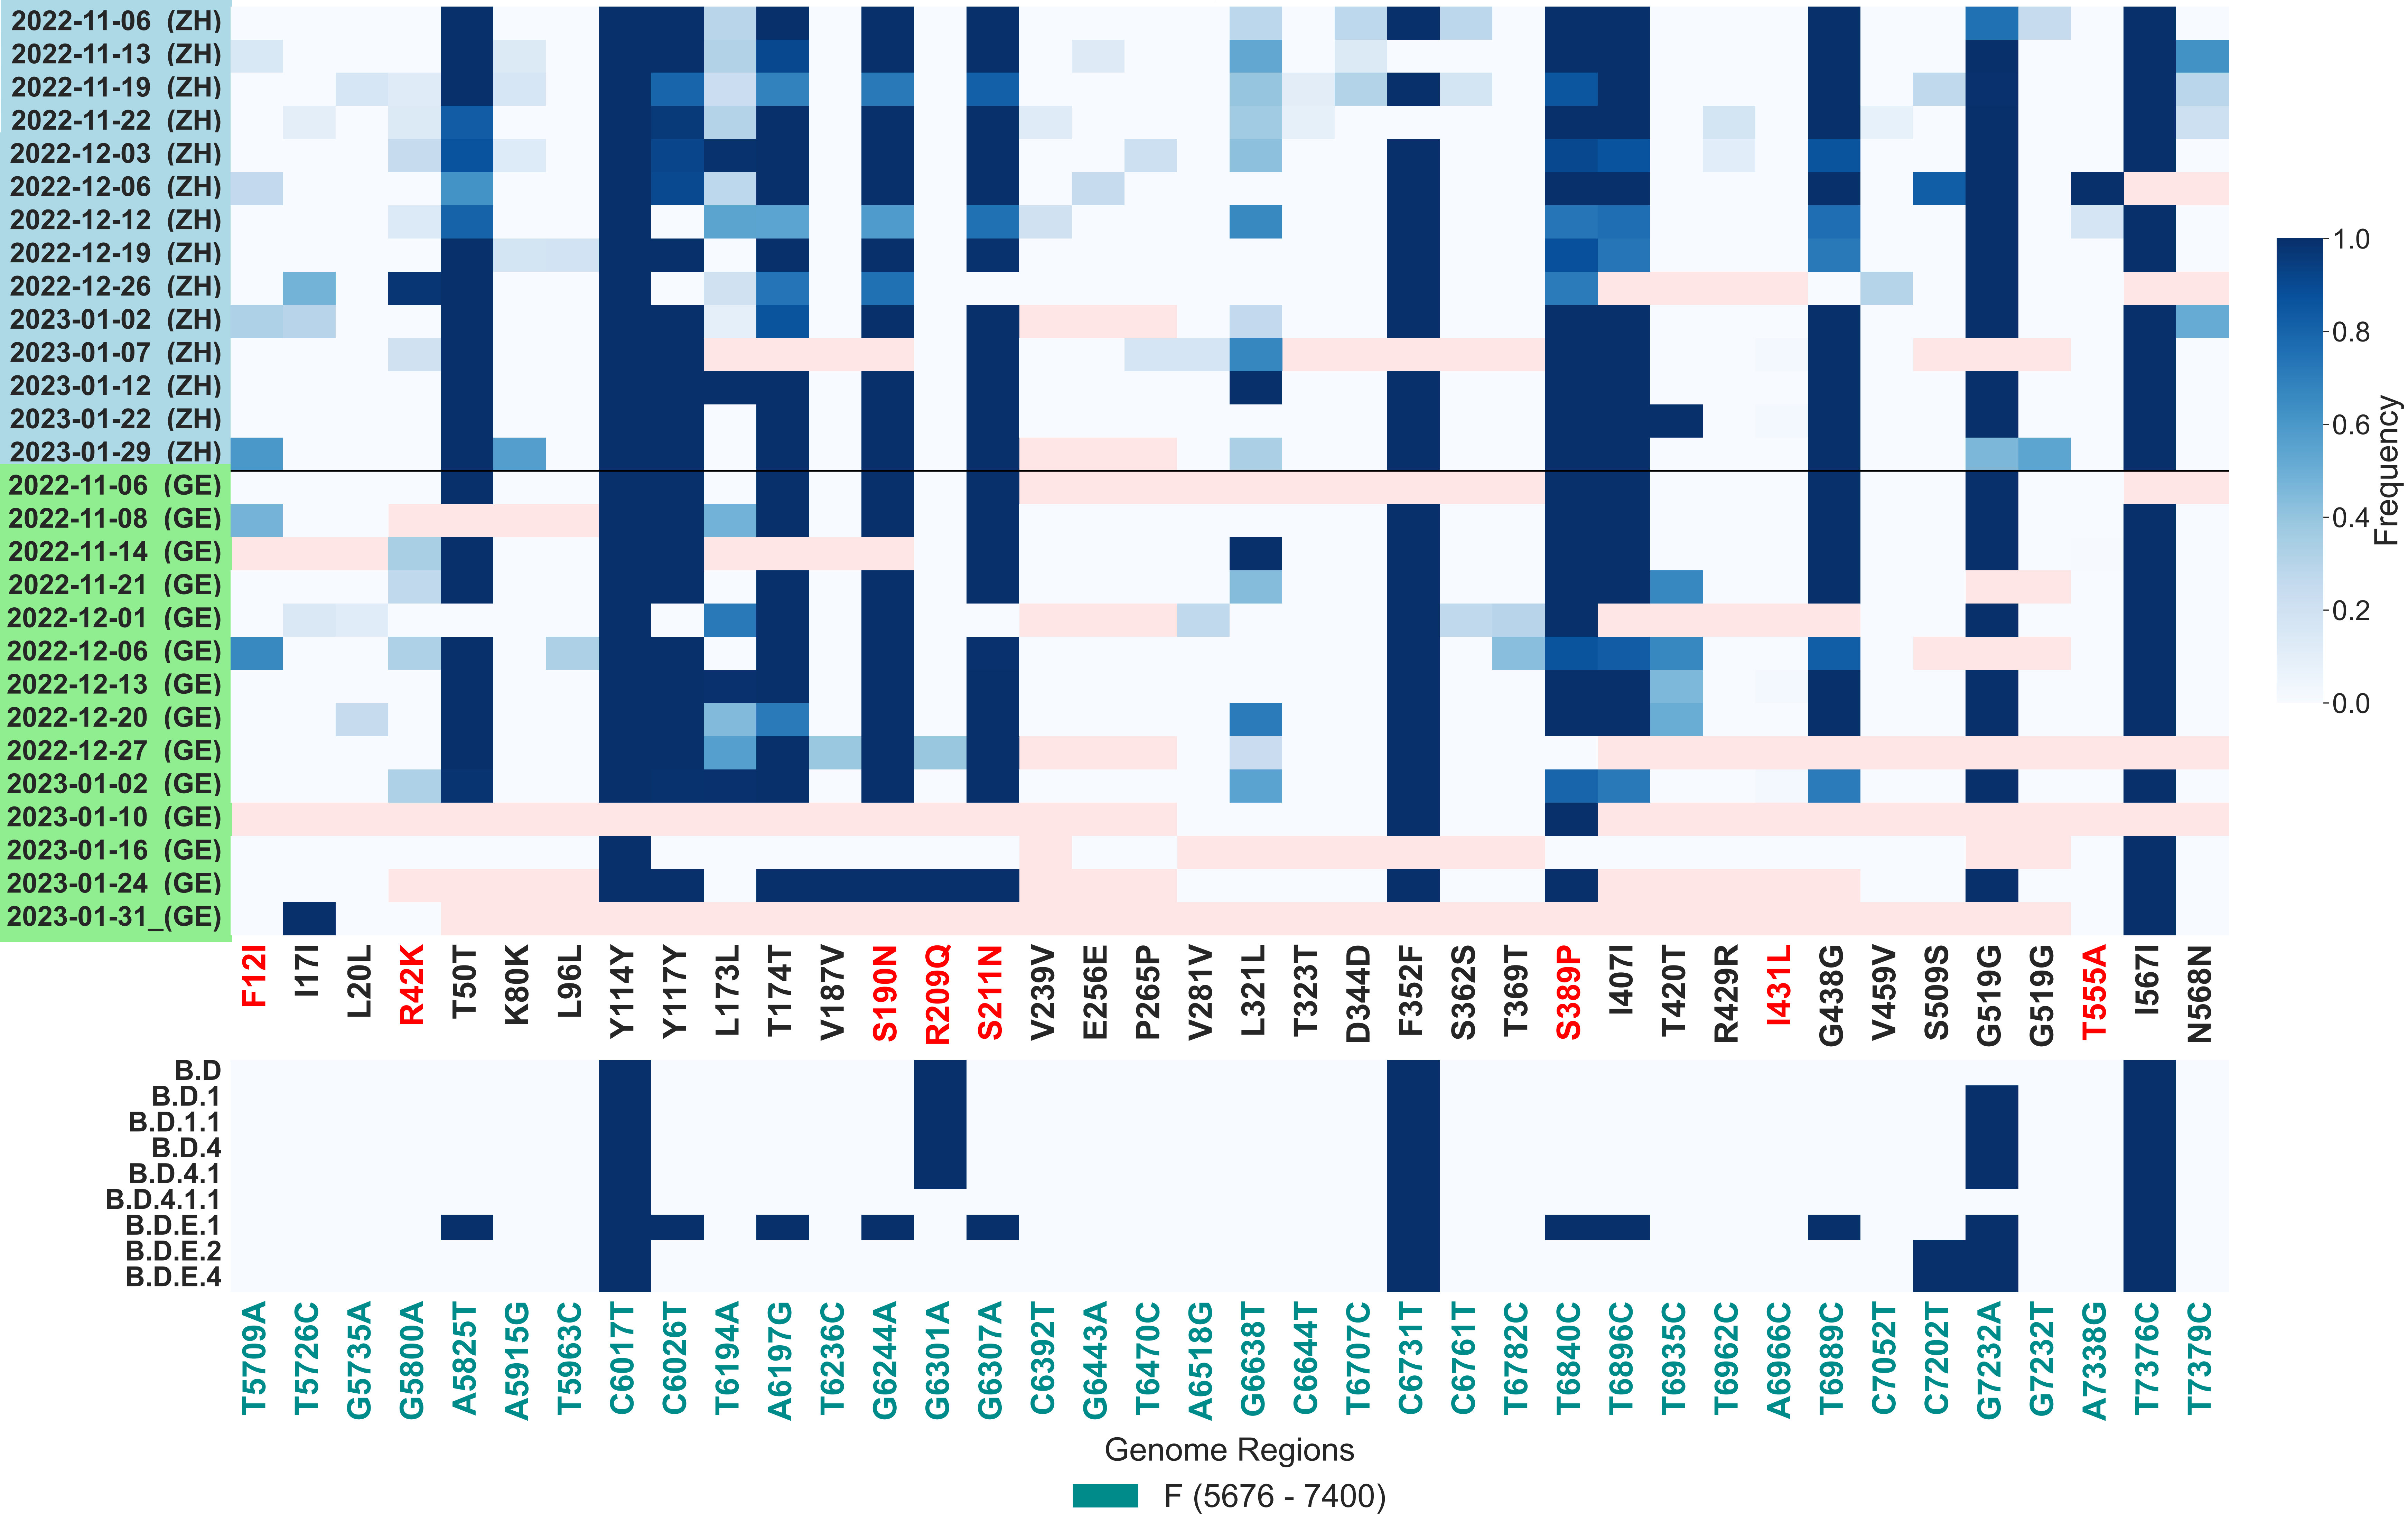 2022-11-06 (ZH)
2022-11-13 (ZH)
2022-11-19 (ZH)
2022-11-22 (ZH)
2022-12-03 (ZH)
2022-12-06 (ZH)
2022-12-12 (ZH)
2022-12-19 (ZH)
2022-12-26 (ZH)
2023-01-02 (ZH)
2023-01-07 (ZH)
2023-01-12 (ZH)
2023-01-22 (ZH)
2023-01-29 (ZH)
2022-11-06 (GE)
2022-11-08 (GE)
2022-11-14 (GE)
2022-11-21 (GE)
2022-12-01 (GE)
2022-12-06 (GE)
2022-12-13 (GE)
2022-12-20 (GE)
2022-12-27 (GE)
2023-01-02 (GE)
2023-01-10 (GE)
2023-01-16 (GE)
2023-01-24 (GE)
2023-01-31_(GE)
1.0
0.8
0.6
0.4
0.2
0.0
Frequency
F12I
I17I
L20L
R42K
T50T
K80K
L96L
Y114Y
Y117Y
L173L
T174T
V187V
S190N
R209Q
S211N
V239V
E256E
P265P
V281V
L321L
T323T
D344D
F352F
S362S
T369T
S389P
I407I
T420T
R429R
I431L
G438G
V459V
S509S
G519G
G519G
T555A
I567I
N568N
B.D
B.D.1
B.D.1.1
B.D.4
B.D.4.1
B.D.4.1.1
B.D.E.1
B.D.E.2
B.D.E.4
T5709A
T5726C
G5735A
G5800A
A5825T
A5915G
T5963C
C6017T
C6026T
T6194A
A6197G
T6236C
G6244A
G6301A
G6307A
C6392T
G6443A
T6470C
A6518G
G6638T
C6644T
T6707C
C6731T
C6761T
T6782C
T6840C
T6896C
T6935C
T6962C
A6966C
T6989C
C7052T
C7202T
G7232A
G7232T
A7338G
T7376C
T7379C
Genome Regions
F (5676 - 7400)